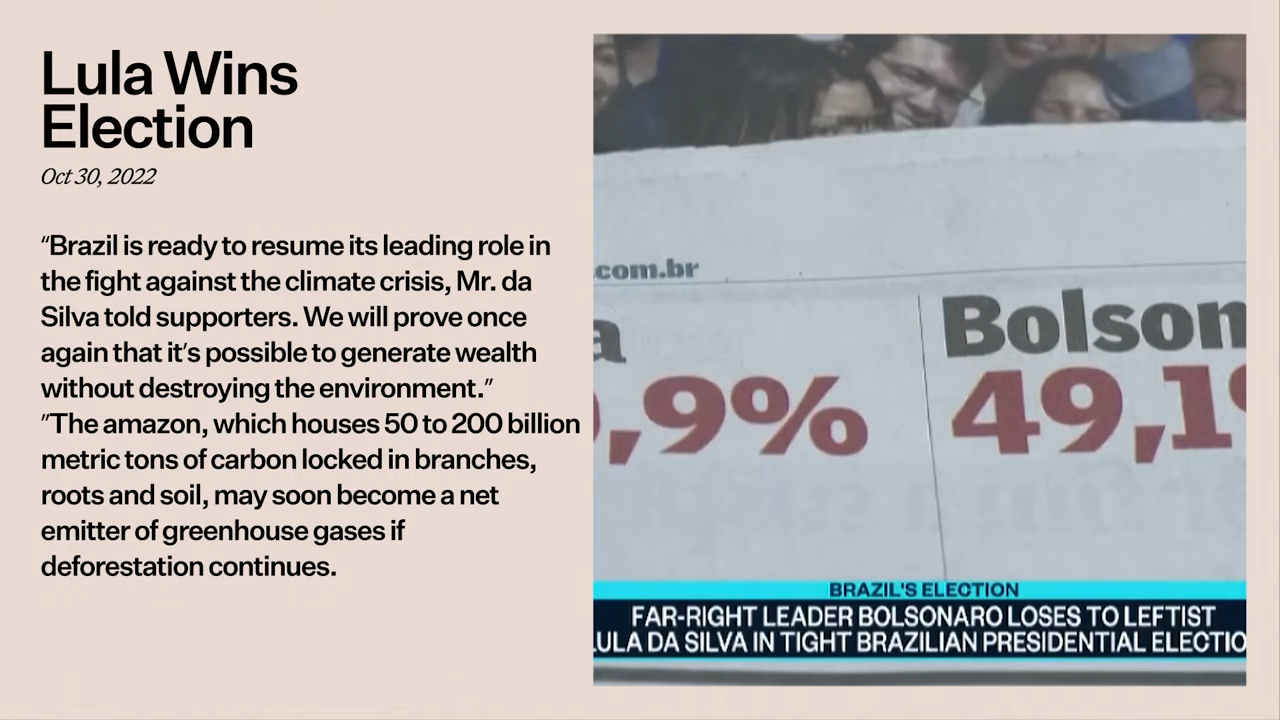 Lula Wins
Election
Oct 30, 2022
“Brazil is ready to resume its leading role in
the fight against the climate crisis, Mr. da
Silva told supporters. We will prove once
again that it’s possible to generate wealth
without destroying the environment.”
”The amazon, which houses 50 to 200 billion
metric tons of carbon locked in branches,
roots and soil, may soon become a net
emitter of greenhouse gases if
deforestation continues.
.com.br
a
,9%
Bolson
49,1%
BRAZIL'S ELECTION
FAR-RIGHT LEADER BOLSONARO LOSES TO LEFTIST
LULA DA SILVA IN TIGHT BRAZILIAN PRESIDENTIAL ELECTIO